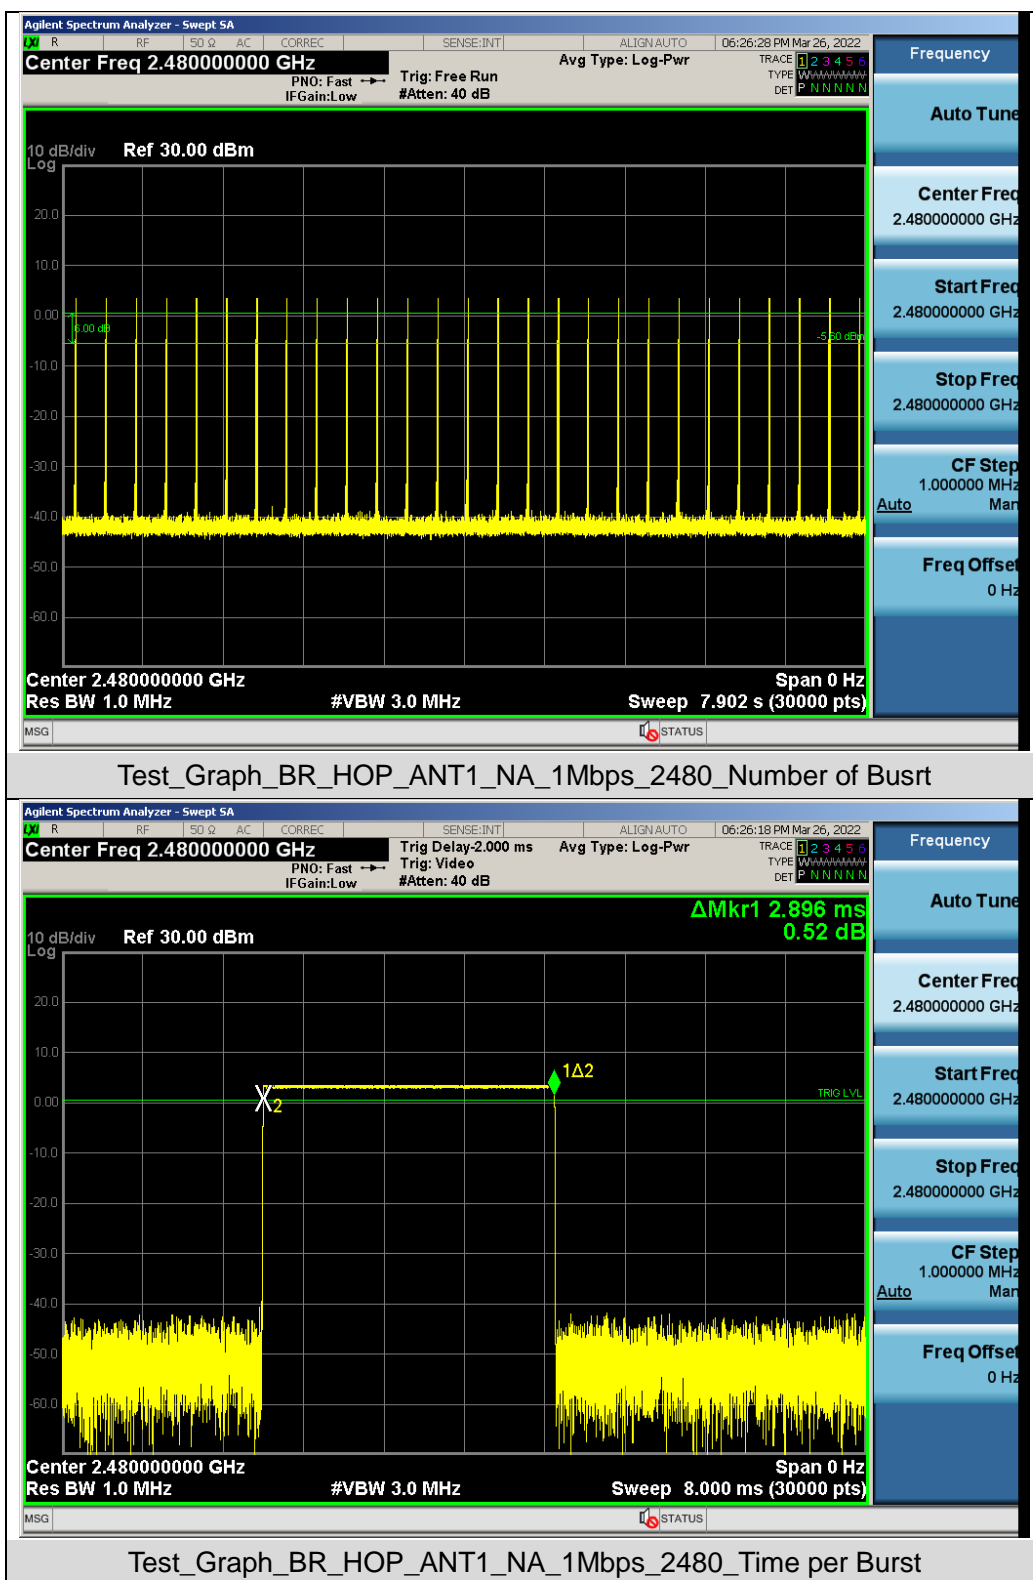 Agilent Spectrum Analyzer - Swept SA
LXI R RF 50 Ω AC CORREC SENSE:INT ALIGN AUTO 06:26:28 PM Mar 26, 2022
Center Freq 2.480000000 GHz Avg Type: Log-Pwr TRACE 1 2 3 4 5 6
PNO: Fast Trig: Free Run TYPE WWWWWW
IFGain:Low #Atten: 40 dB DET P N N N N N
Frequency
Auto Tune
10 dB/div Ref 30.00 dBm
Log
Center Freq
2.480000000 GHz
20.0
10.0
Start Freq
2.480000000 GHz
0.00
6.00 dB
-5.60 dBm
-10.0
Stop Freq
2.480000000 GHz
-20.0
-30.0
CF Step
1.000000 MHz
Auto Man
-40.0
-50.0
Freq Offset
0 Hz
-60.0
Center 2.480000000 GHz Span 0 Hz
Res BW 1.0 MHz #VBW 3.0 MHz Sweep 7.902 s (30000 pts)
MSG STATUS
Test_Graph_BR_HOP_ANT1_NA_1Mbps_2480_Number of Busrt
Agilent Spectrum Analyzer - Swept SA
LXI R RF 50 Ω AC CORREC SENSE:INT ALIGN AUTO 06:26:18 PM Mar 26, 2022
Center Freq 2.480000000 GHz Trig Delay-2.000 ms Avg Type: Log-Pwr TRACE 1 2 3 4 5 6
PNO: Fast Trig: Video TYPE WWWWWW
IFGain:Low #Atten: 40 dB DET P N N N N N
Frequency
Auto Tune
ΔMkr1 2.896 ms
10 dB/div Ref 30.00 dBm 0.52 dB
Log
Center Freq
2.480000000 GHz
20.0
10.0
1Δ2
Start Freq
2.480000000 GHz
TRIG LVL
0.00
2
-10.0
Stop Freq
2.480000000 GHz
-20.0
-30.0
CF Step
1.000000 MHz
Auto Man
-40.0
-50.0
Freq Offset
0 Hz
-60.0
Center 2.480000000 GHz Span 0 Hz
Res BW 1.0 MHz #VBW 3.0 MHz Sweep 8.000 ms (30000 pts)
MSG STATUS
Test_Graph_BR_HOP_ANT1_NA_1Mbps_2480_Time per Burst